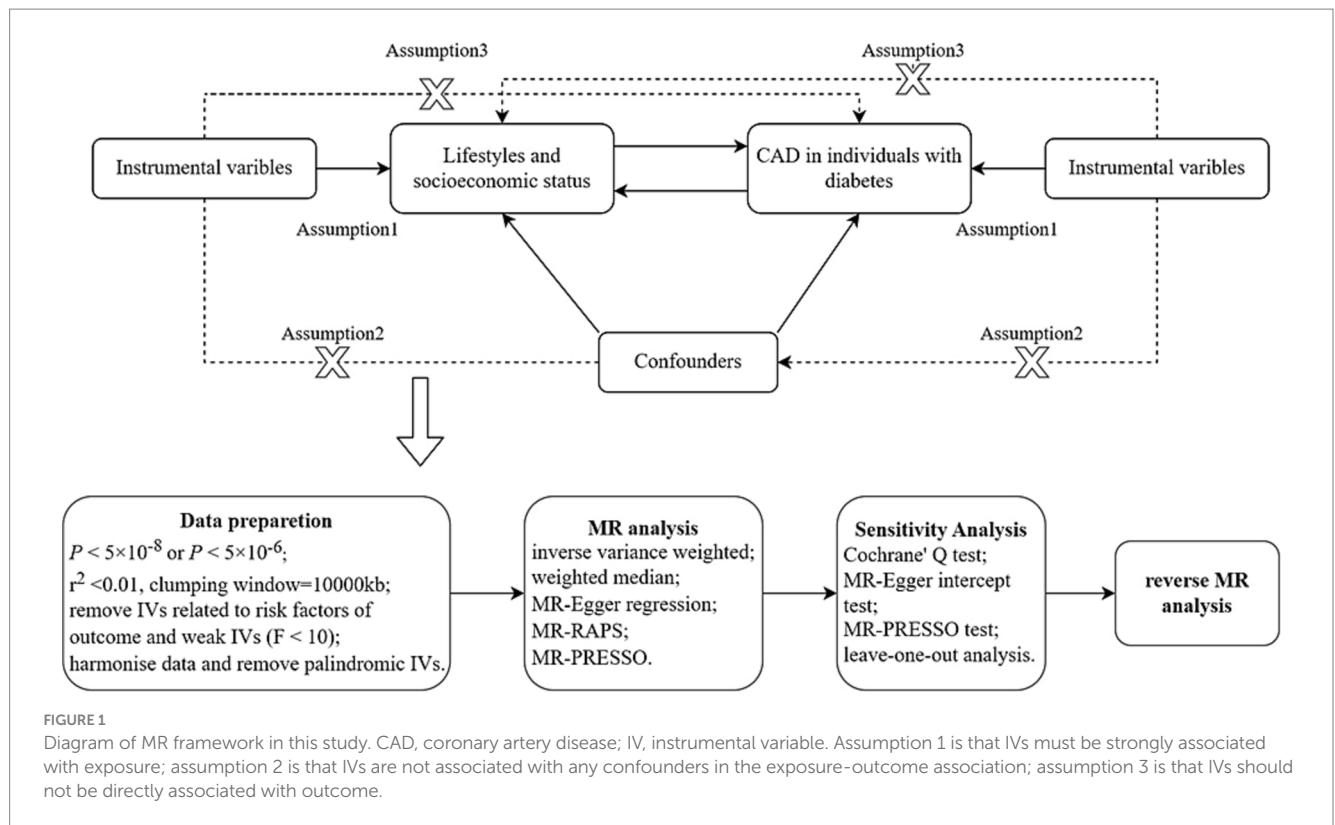 Assumption3
Assumption3
Instrumental varibles
Lifestyles and
socioeconomic status
CAD in individuals with
diabetes
Instrumental varibles
Assumption1
Assumption1
Assumption2
Assumption2
Confounders
Data prepretion
P < 5×10⁻⁸ or P < 5×10⁻⁶;
r² <0.01, clumping window=10000kb;
remove IVs related to risk factors of
outcome and weak IVs (F < 10);
harmonise data and remove palindromic IVs.
MR analysis
inverse variance weighted;
weighted median;
MR-Egger regression;
MR-RAPS;
MR-PRESSO.
Sensitivity Analysis
Cochrane' Q test;
MR-Egger intercept
test;
MR-PRESSO test;
leave-one-out analysis.
reverse MR
analysis
FIGURE 1
Diagram of MR framework in this study. CAD, coronary artery disease; IV, instrumental variable. Assumption 1 is that IVs must be strongly associated
with exposure; assumption 2 is that IVs are not associated with any confounders in the exposure-outcome association; assumption 3 is that IVs should
not be directly associated with outcome.